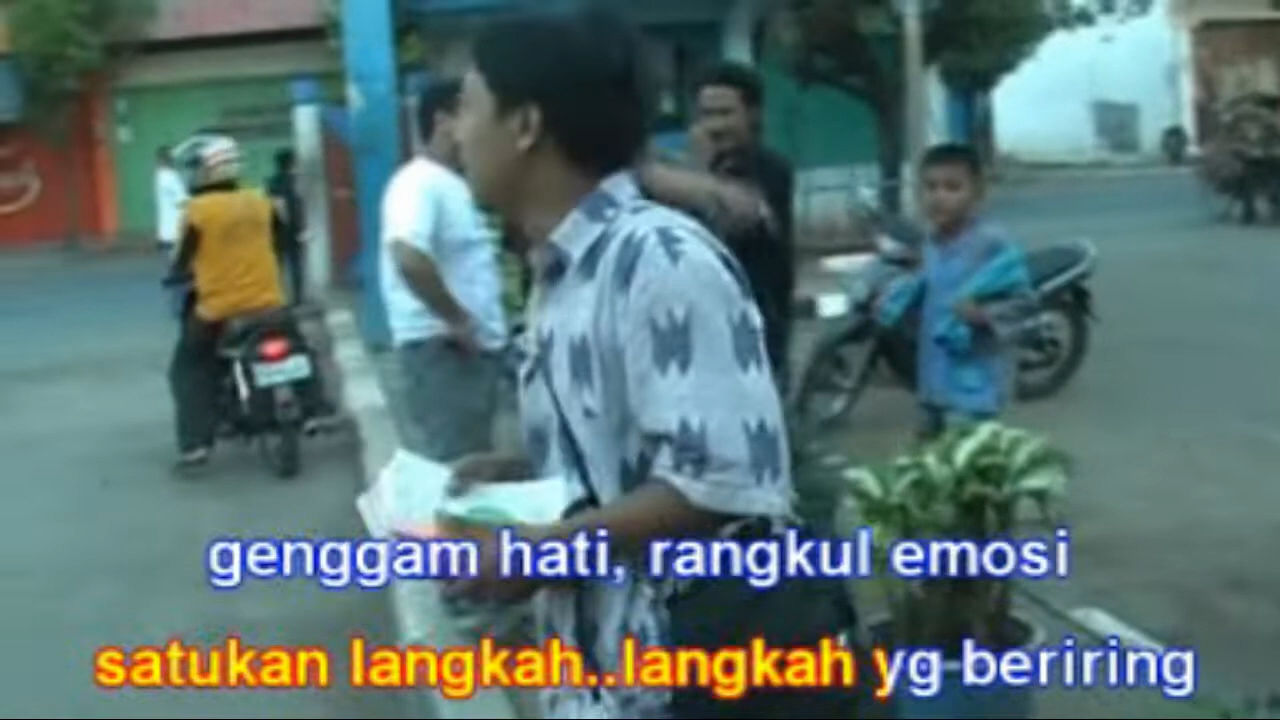 genggam hati, rangkul emosi
satukan langkah..langkah yg beriring